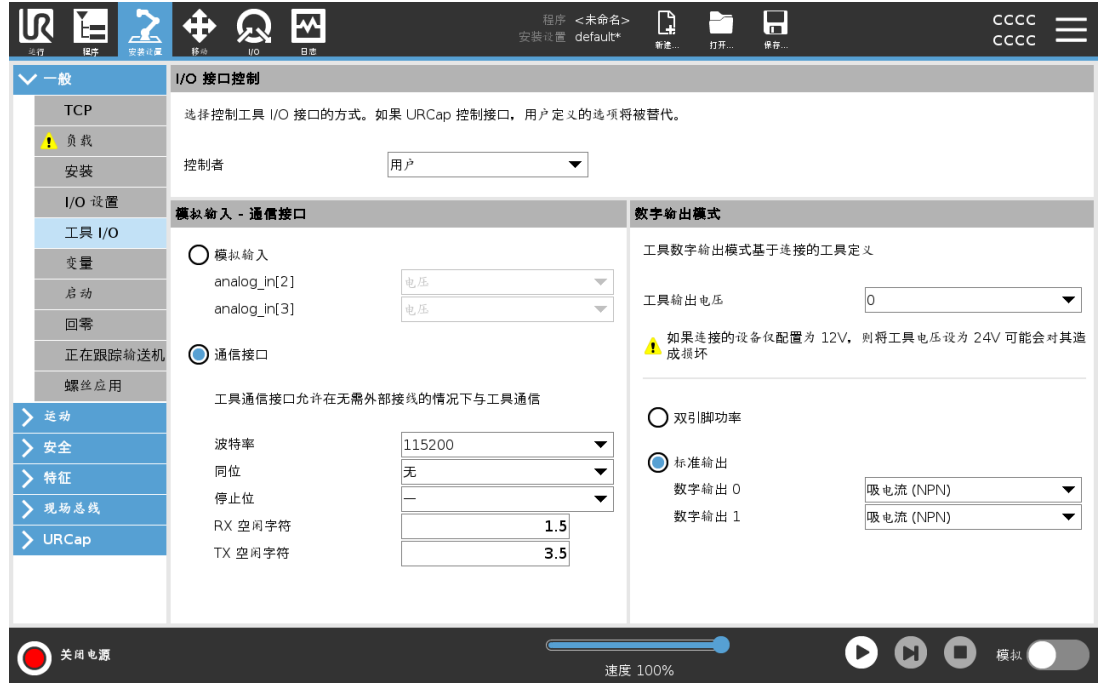 程序 <未命名>
安装设置 default*
CCCC
CCCC
运行 程序 安装设置 移动 I/O 日志 新建... 打开... 保存...
一般
TCP
负载
安装
I/O 设置
工具 I/O
变量
启动
回零
正在跟踪输送机
螺丝应用
运动
安全
特征
现场总线
URCap
I/O 接口控制
选择控制工具 I/O 接口的方式。如果 URCap 控制接口，用户定义的选项将被替代。
控制者 用户
模拟输入 - 通信接口
模拟输入
analog_in[2] 电压
analog_in[3] 电压
通信接口
工具通信接口允许在无需外部接线的情况下与工具通信
波特率 115200
同位 无
停止位 一
RX 空闲字符 1.5
TX 空闲字符 3.5
数字输出模式
工具数字输出模式基于连接的工具定义
工具输出电压 0
如果连接的设备仅配置为 12V，则将工具电压设为 24V 可能会对其造
成损坏
双引脚功率
标准输出
数字输出 0 吸电流 (NPN)
数字输出 1 吸电流 (NPN)
关闭电源
速度 100%
模拟